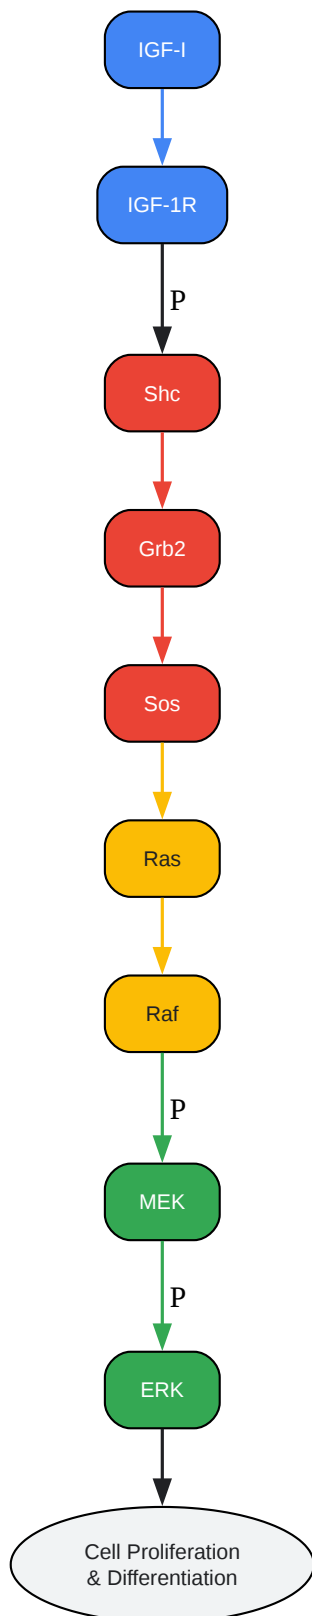 IGF-I
IGF-1R
P
Shc
Grb2
Sos
Ras
Raf
P
MEK
P
ERK
Cell Proliferation
& Differentiation